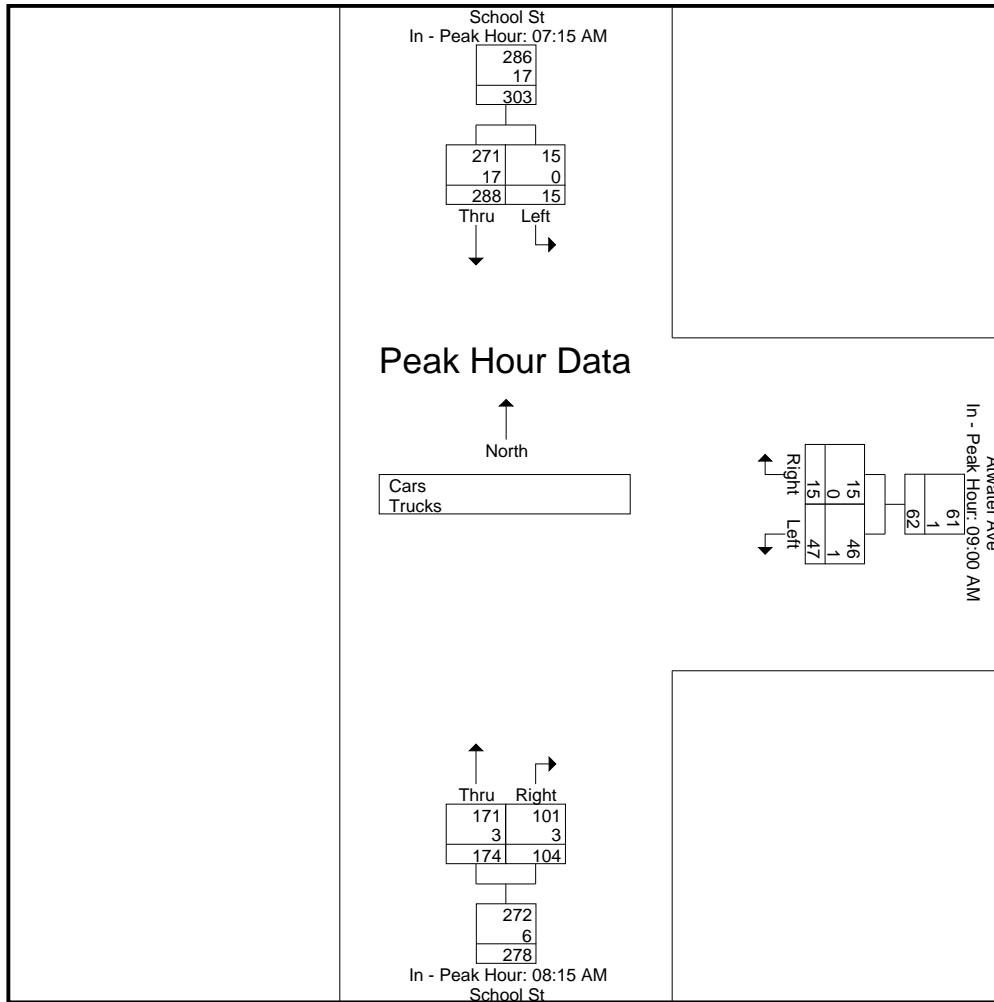 School St
In - Peak Hour: 07:15 AM
286
17
303
271 15
17 0
288 15
Thru Left
Peak Hour Data
North
Cars
Trucks
Atwater Ave
In - Peak Hour: 09:00 AM
61
1
62
15 46
0 1
15 47
Right Left
Thru Right
171 101
3 3
174 104
272
6
278
In - Peak Hour: 08:15 AM
School St